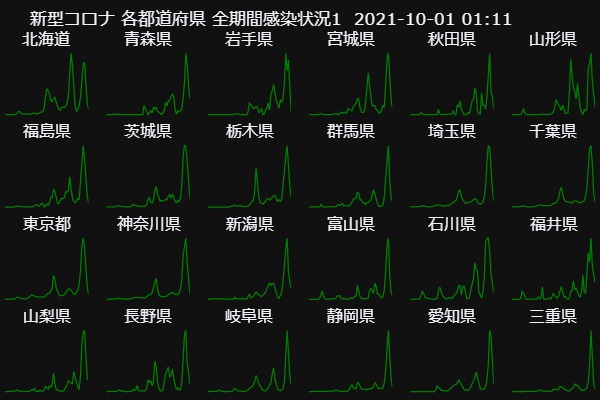 新型コロナ 各都道府県 全期間感染状況1 2021-10-01 01:11
北海道 青森県 岩手県 宮城県 秋田県 山形県
福島県 茨城県 栃木県 群馬県 埼玉県 千葉県
東京都 神奈川県 新潟県 富山県 石川県 福井県
山梨県 長野県 岐阜県 静岡県 愛知県 三重県